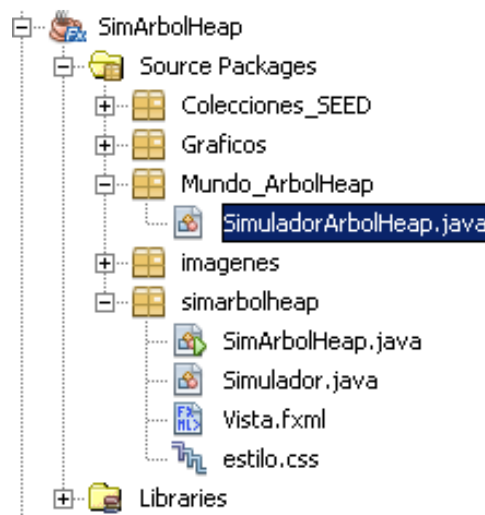 SimArbolHeap
Source Packages
Colecciones_SEED
Graficos
Mundo_ArbolHeap
SimuladorArbolHeap.java
imagenes
simarbolheap
SimArbolHeap.java
Simulador.java
Vista.fxml
estilo.css
Libraries